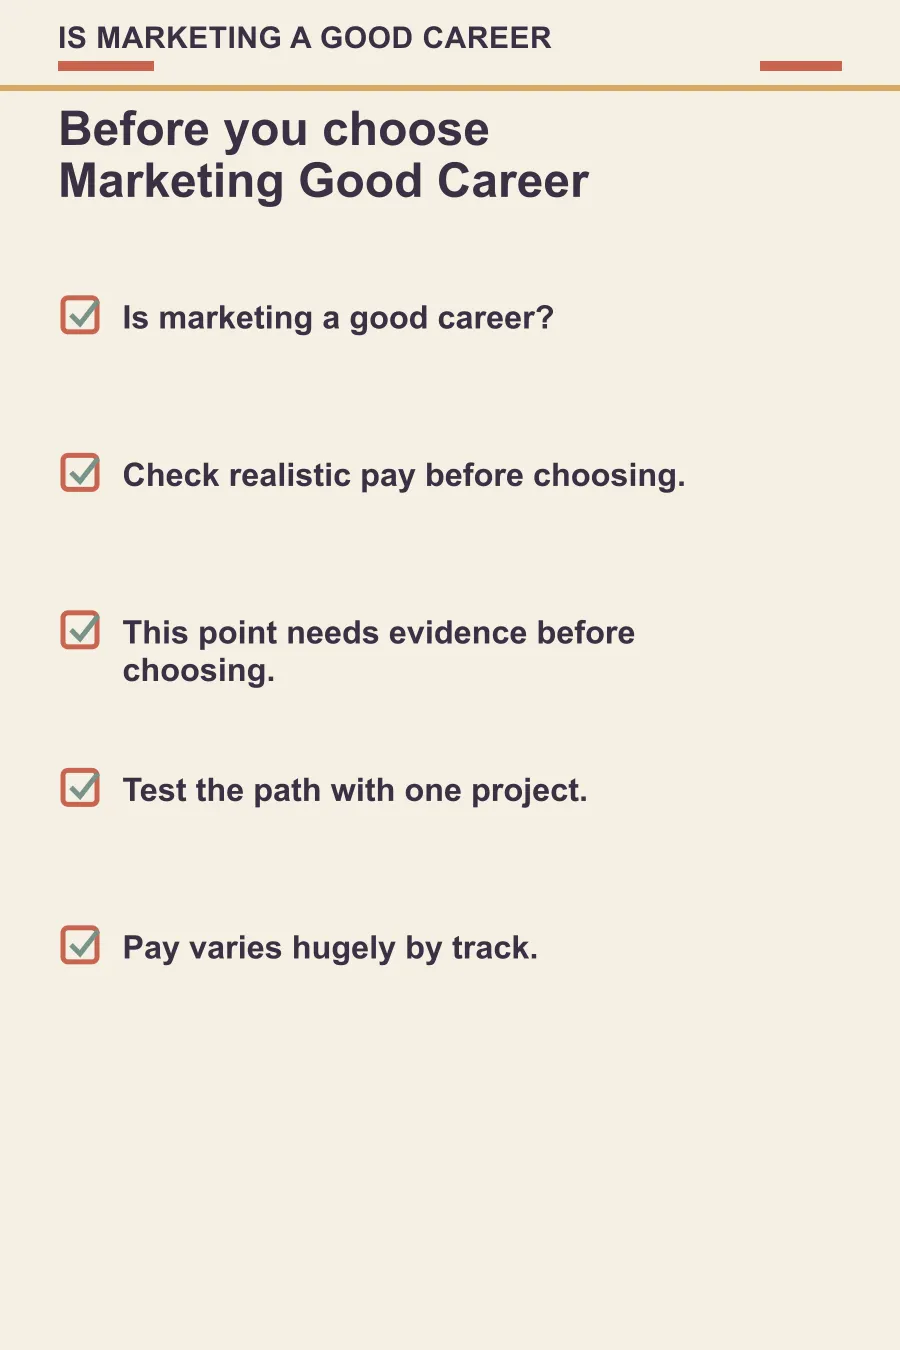 IS MARKETING A GOOD CAREER
Before you choose
Marketing Good Career
Is marketing a good career?
Check realistic pay before choosing.
This point needs evidence before
choosing.
Test the path with one project.
Pay varies hugely by track.